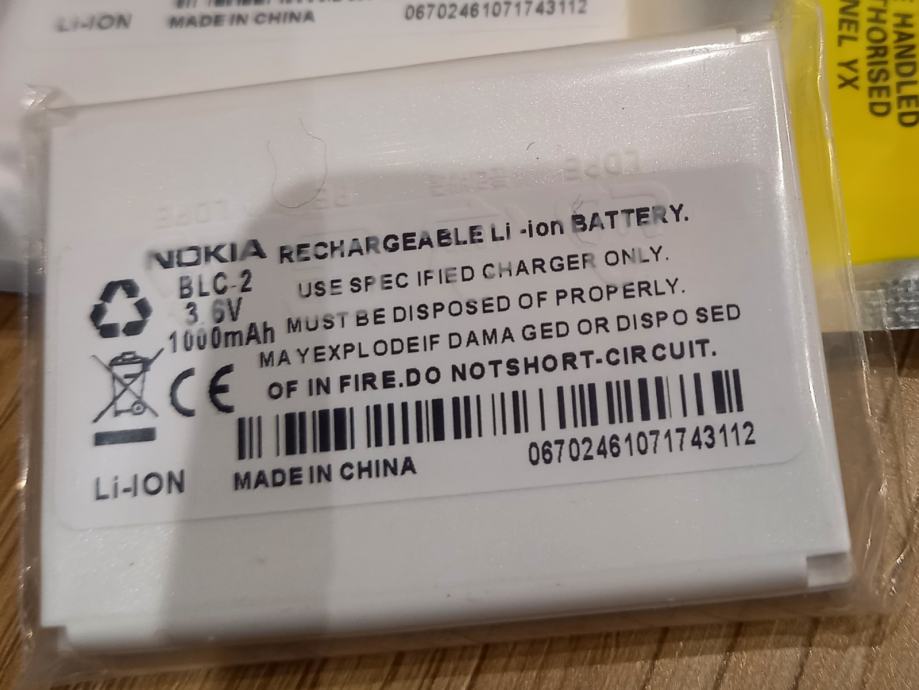 Li-ION MADE IN CHINA 06702461071743112
HANDLED
THORISED
NEL YX
NOKIA RECHARGEABLE Li -ion BATTERY.
BLC-2 USE SPEC IFIED CHARGER ONLY.
3.6V MUST BE DISPOSED OF PROPERLY.
1000mAh MAYEXPLODEIF DAMA GED OR DISPO SED
CE OF IN FIRE.DO NOTSHORT-CIRCUIT.
06702461071743112
Li-ION MADE IN CHINA